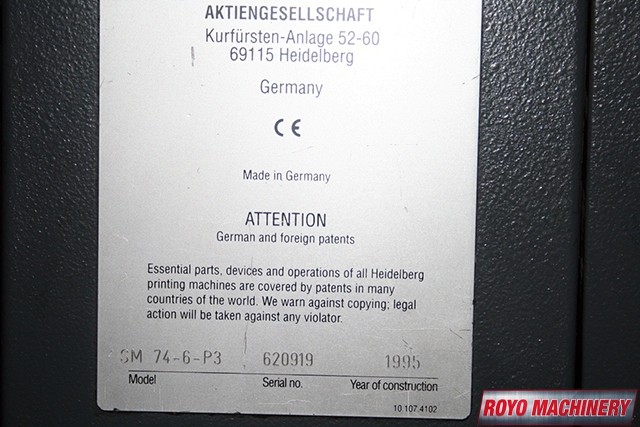 AKTIENGESELLSCHAFT
Kurfürsten-Anlage 52-60
69115 Heidelberg
Germany
CE
Made in Germany
ATTENTION
German and foreign patents
Essential parts, devices and operations of all Heidelberg
printing machines are covered by patents in many
countries of the world. We warn against copying; legal
action will be taken against any violator.
SM 74-6-P3 620919 1995
Model Serial no. Year of construction
10 107.4102
ROYO MACHINERY